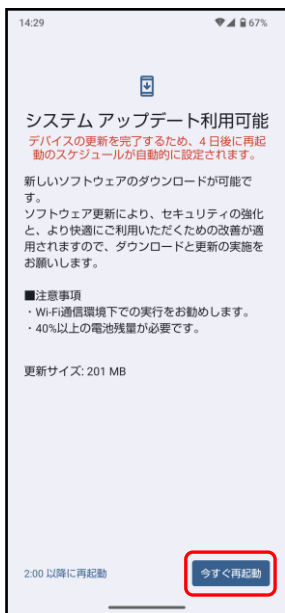 14:29
67%
システム アップデート利用可能
デバイスの更新を完了するため、4 日後に再起
動のスケジュールが自動的に設定されます。
新しいソフトウェアのダウンロードが可能で
す。
ソフトウェア更新により、セキュリティの強化
と、より快適にご利用いただくための改善が適
用されますので、ダウンロードと更新の実施を
お願いします。
■注意事項
・Wi-Fi通信環境下での実行をお勧めします。
・40%以上の電池残量が必要です。
更新サイズ: 201 MB
2:00 以降に再起動
今すぐ再起動